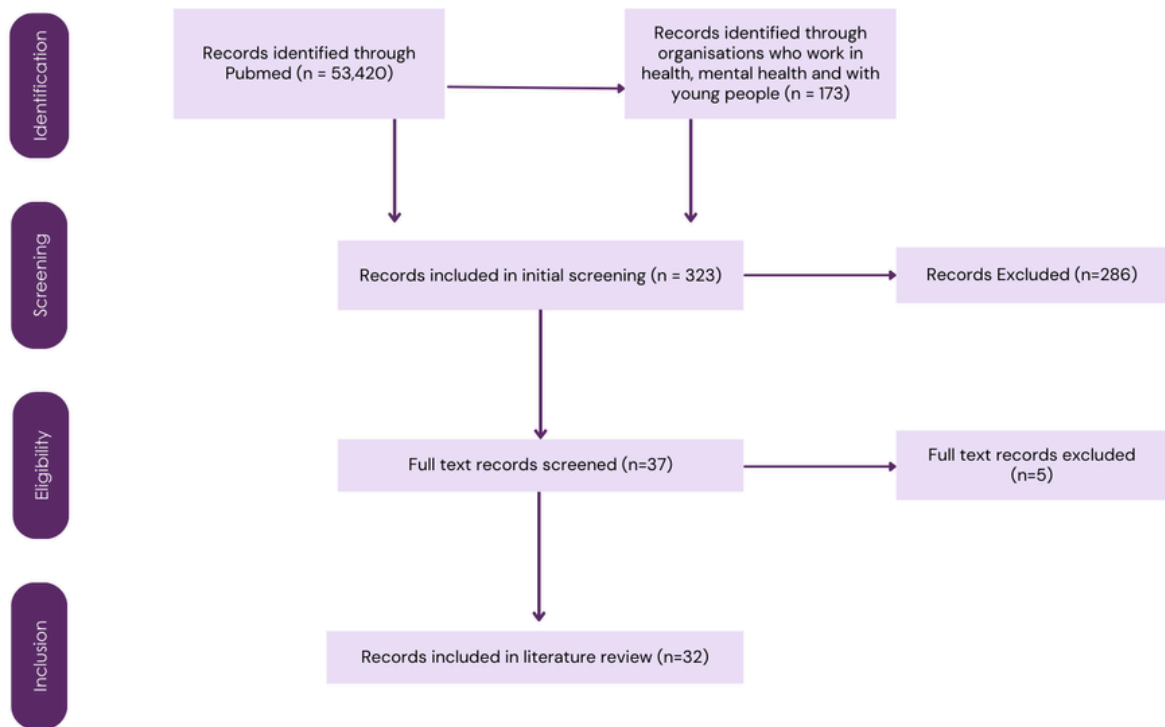 Identification
Records identified through
Pubmed (n = 53,420)
Records identified through
organisations who work in
health, mental health and with
young people (n = 173)
Screening
Records included in initial screening (n = 323)
Records Excluded (n=286)
Eligibility
Full text records screened (n=37)
Full text records excluded
(n=5)
Inclusion
Records included in literature review (n=32)